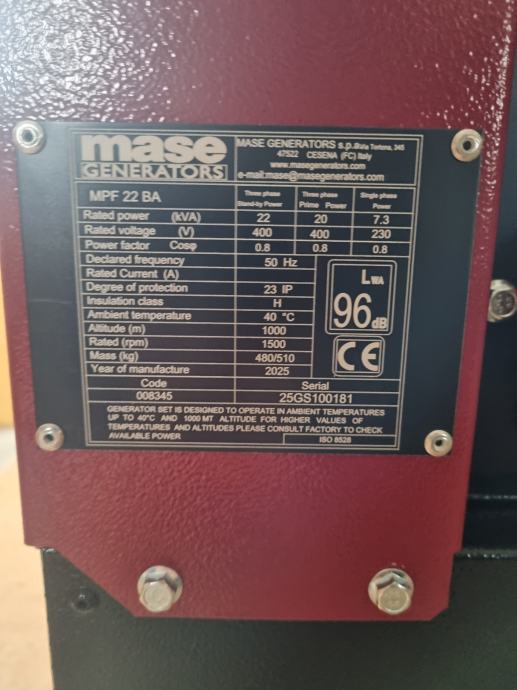 mase
GENERATORS
MASE GENERATORS s.p.a Via Tortona, 345
47522 CESENA (FC) Italy
www.masegenerators.com
e-mail:mase@masegenerators.com
MPF 22 BA Three phase Stand-by Power Three phase Prime Power Single phase Power
Rated power (kVA) 22 20 7.3
Rated voltage (V) 400 400 230
Power factor Cosφ 0.8 0.8 0.8
Declared frequency 50 Hz
Rated Current (A)
Degree of protection 23 IP
Insulation class H
Ambient temperature 40 °C
Altitude (m) 1000
Rated (rpm) 1500
Mass (kg) 480/510
Year of manufacture 2025
LWA
96 dB
CE
Code Serial
008345 25GS100181
GENERATOR SET IS DESIGNED TO OPERATE IN AMBIENT TEMPERATURES
UP TO 40°C AND 1000 MT ALTITUDE FOR HIGHER VALUES OF
TEMPERATURES AND ALTITUDES PLEASE CONSULT FACTORY TO CHECK
AVAILABLE POWER ISO 8528